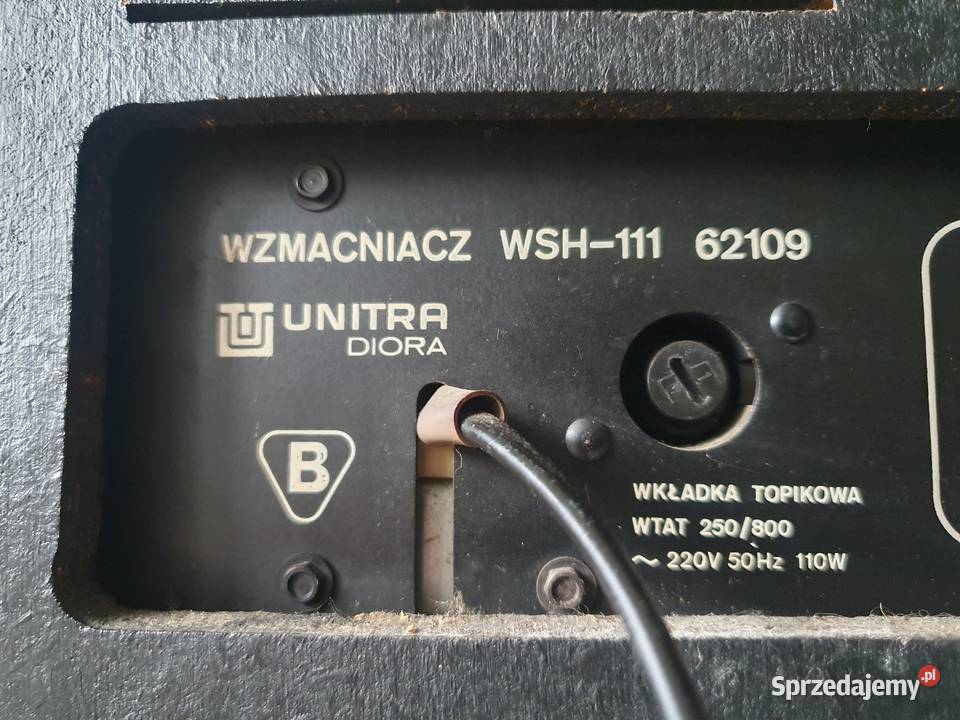 WZMACNIACZ WSH-111 62109
UNITRA
DIORA
B
WKŁADKA TOPIKOWA
WTAT 250/800
~ 220V 50Hz 110W
Sprzedajemy.pl